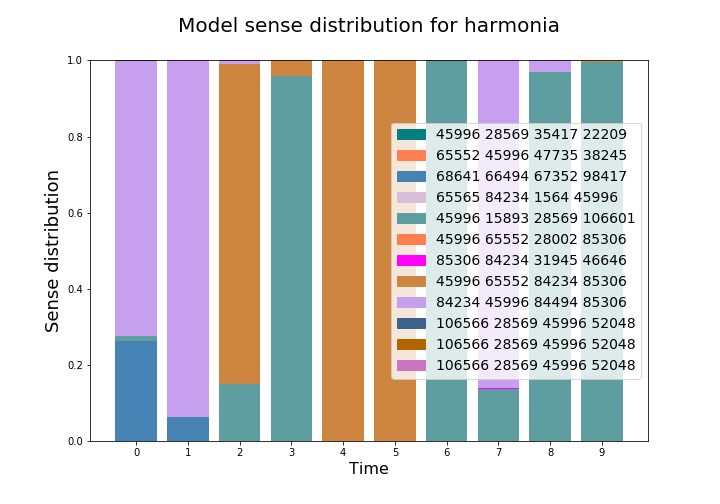 Model sense distribution for harmonia
1.0
0.8
0.6
0.4
0.2
0.0
Sense distribution
45996 28569 35417 22209
65552 45996 47735 38245
68641 66494 67352 98417
65565 84234 1564 45996
45996 15893 28569 106601
45996 65552 28002 85306
85306 84234 31945 46646
45996 65552 84234 85306
84234 45996 84494 85306
106566 28569 45996 52048
106566 28569 45996 52048
106566 28569 45996 52048
0 1 2 3 4 5 6 7 8 9
Time